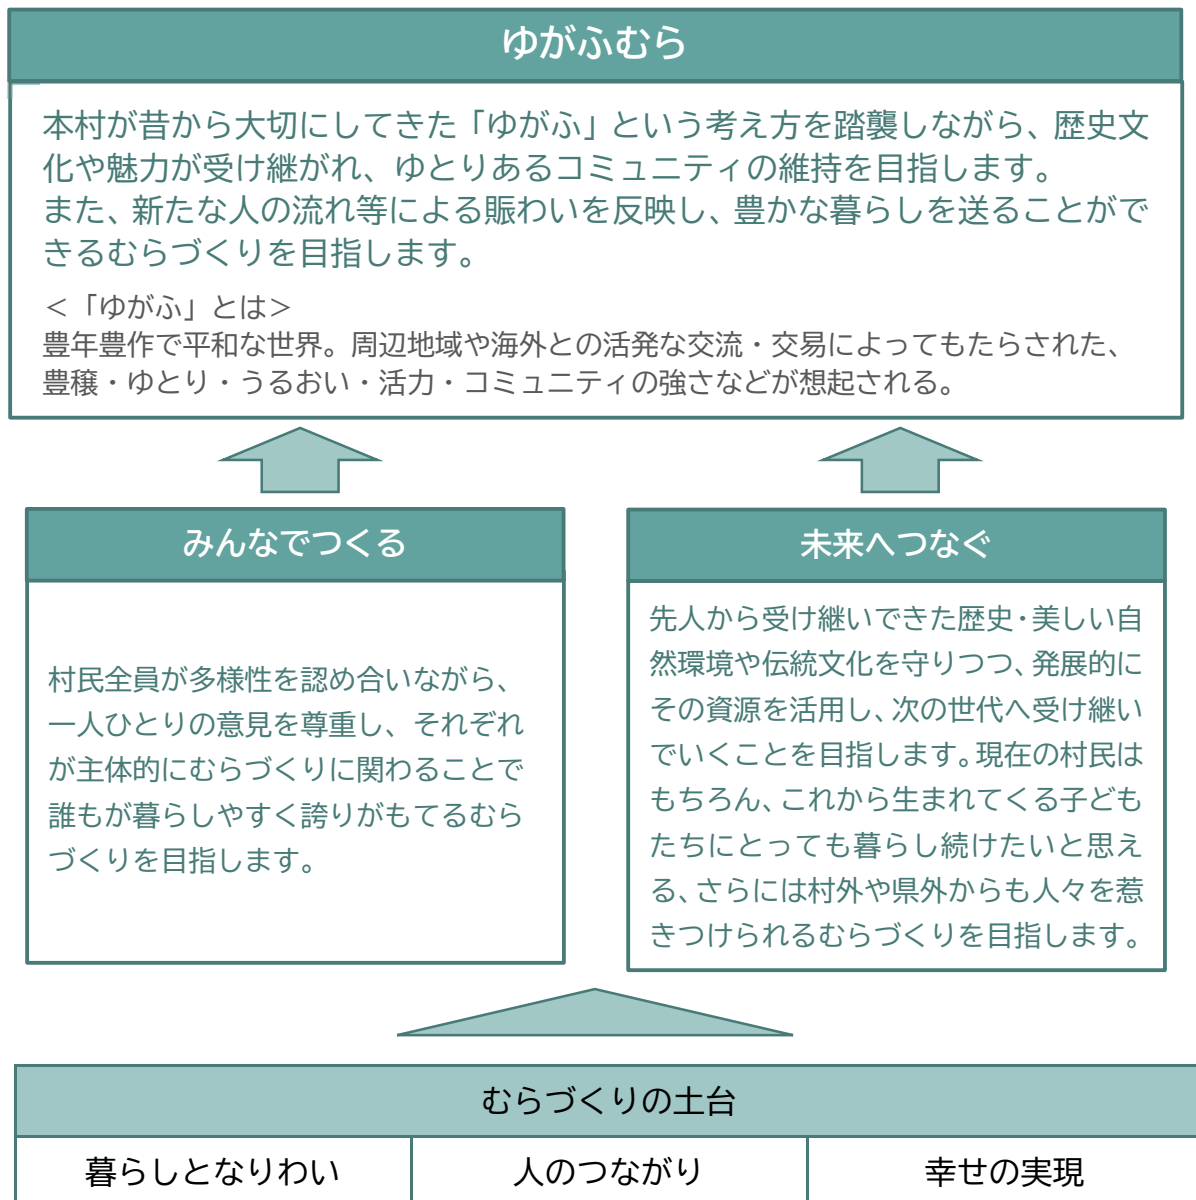 ゆがふむら
本村が昔から大切にしてきた「ゆがふ」という考え方を踏襲しながら、歴史文
化や魅力が受け継がれ、ゆとりあるコミュニティの維持を目指します。
また、新たな人の流れ等による賑わいを反映し、豊かな暮らしを送ることがで
きるむらづくりを目指します。
＜「ゆがふ」とは＞
豊年豊作で平和な世界。周辺地域や海外との活発な交流・交易によってもたらされた、
豊穣・ゆとり・うるおい・活力・コミュニティの強さなどが想起される。
みんなでつくる
村民全員が多様性を認め合いながら、
一人ひとりの意見を尊重し、それぞれ
が主体的にむらづくりに関わることで
誰もが暮らしやすく誇りがもてるむら
づくりを目指します。
未来へつなぐ
先人から受け継いできた歴史・美しい自
然環境や伝統文化を守りつつ、発展的に
その資源を活用し、次の世代へ受け継い
でいくことを目指します。現在の村民は
もちろん、これから生まれてくる子ども
たちにとっても暮らし続けたいと思え
る、さらには村外や県外からも人々を惹
きつけられるむらづくりを目指します。
むらづくりの土台
暮らしとなりわい
人のつながり
幸せの実現